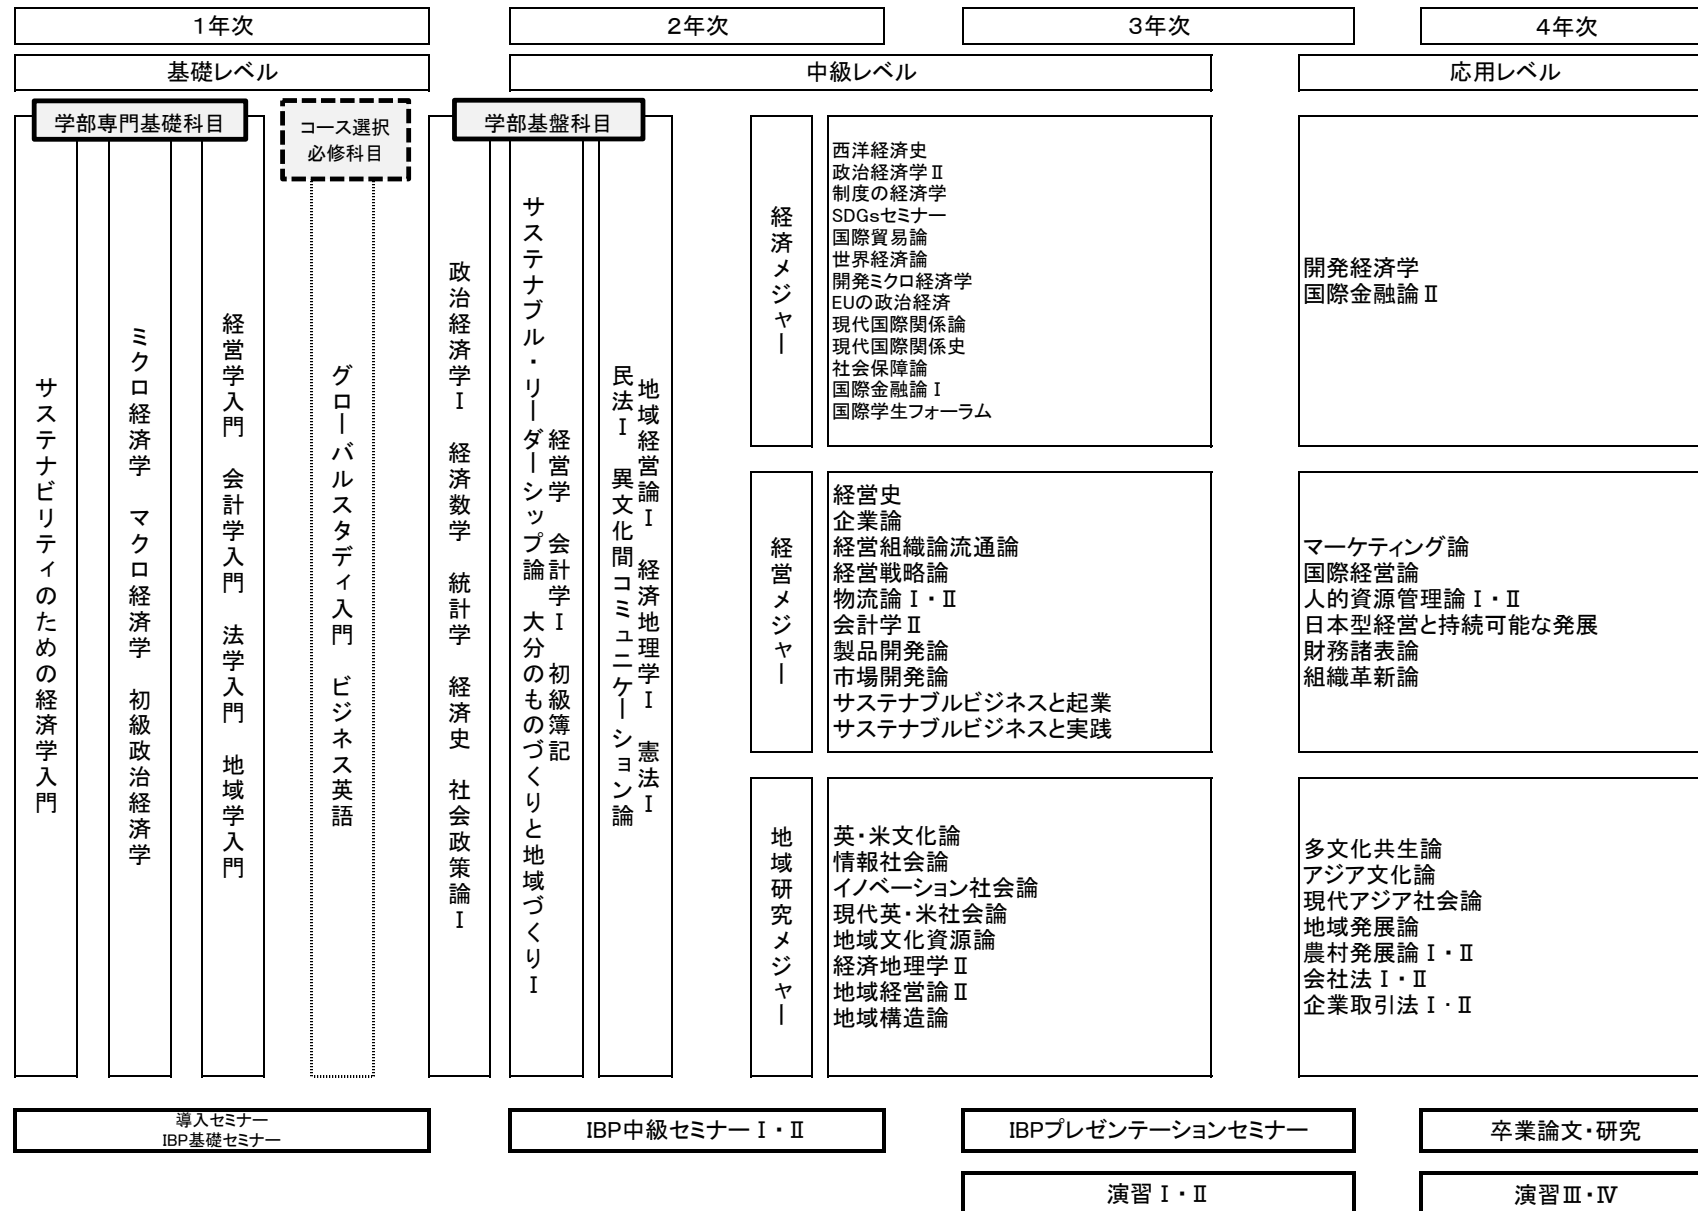 1年次
2年次
3年次
4年次
基礎レベル
中級レベル
応用レベル
学部専門基礎科目
コース選択
必修科目
学部基盤科目
サステナビリティのための経済学入門
ミクロ経済学　マクロ経済学　初級政治経済学
経営学入門　会計学入門　法学入門　地域学入門
グローバルスタディ入門　ビジネス英語
政治経済学Ⅰ　経済数学　統計学　経済史　社会政策論Ⅰ
経営学　会計学Ⅰ　初級簿記
サステナブル・リーダーシップ論　大分のものづくりと地域づくりⅠ
地域経営論Ⅰ　経済地理学Ⅰ　憲法Ⅰ
民法Ⅰ　異文化間コミュニケーション論
経済メジャー
西洋経済史
政治経済学Ⅱ
制度の経済学
SDGsセミナー
国際貿易論
世界経済論
開発ミクロ経済学
EUの政治経済
現代国際関係論
現代国際関係史
社会保障論
国際金融論Ⅰ
国際学生フォーラム
開発経済学
国際金融論Ⅱ
経営メジャー
経営史
企業論
経営組織論流通論
経営戦略論
物流論Ⅰ・Ⅱ
会計学Ⅱ
製品開発論
市場開発論
サステナブルビジネスと起業
サステナブルビジネスと実践
マーケティング論
国際経営論
人的資源管理論Ⅰ・Ⅱ
日本型経営と持続可能な発展
財務諸表論
組織革新論
地域研究メジャー
英・米文化論
情報社会論
イノベーション社会論
現代英・米社会論
地域文化資源論
経済地理学Ⅱ
地域経営論Ⅱ
地域構造論
多文化共生論
アジア文化論
現代アジア社会論
地域発展論
農村発展論Ⅰ・Ⅱ
会社法Ⅰ・Ⅱ
企業取引法Ⅰ・Ⅱ
導入セミナー
IBP基礎セミナー
IBP中級セミナーⅠ・Ⅱ
IBPプレゼンテーションセミナー
卒業論文・研究
演習Ⅰ・Ⅱ
演習Ⅲ・Ⅳ